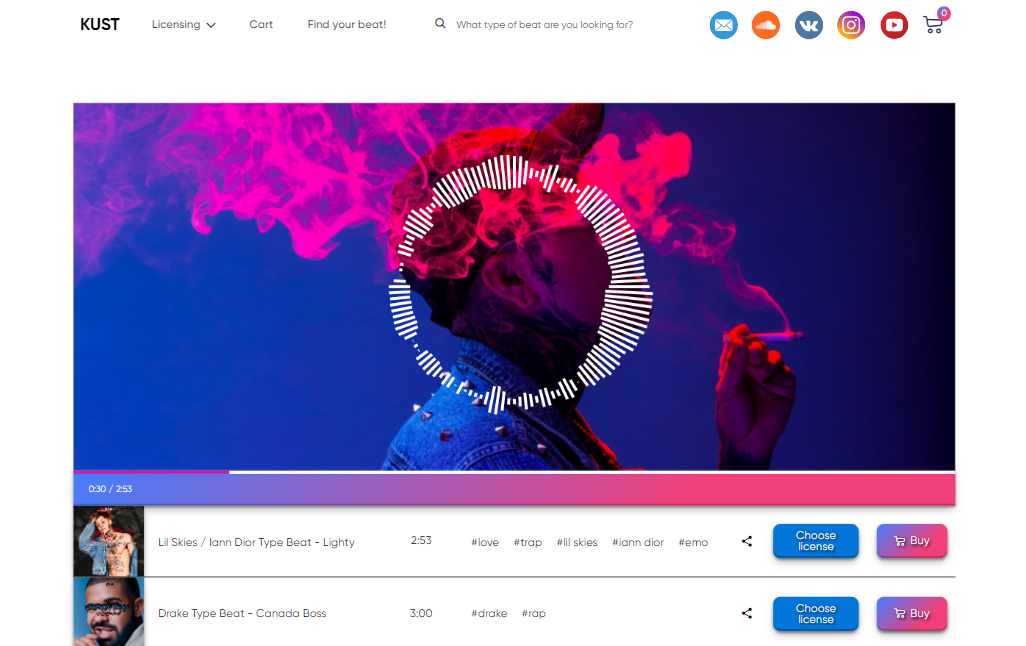 KUST
Licensing
Cart
Find your beat!
What type of beat are you looking for?
0
0:30 / 2:53
Lil Skies / Iann Dior Type Beat - Lighty
2:53
#love #trap #lil skies #iann dior #emo
Choose
license
Buy
Drake Type Beat - Canada Boss
3:00
#drake #rap
Choose
license
Buy